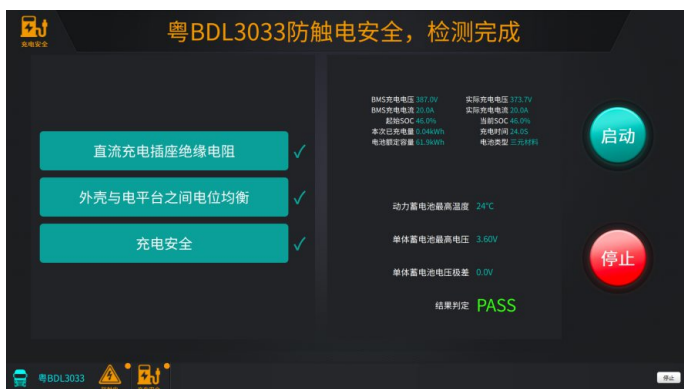 粤BDL3033防触电安全，检测完成
充电安全
BMS充电电压 387.0V 实际充电电压 373.7V
BMS充电电流 20.0A 实际充电电流 20.0A
起始SOC 46.0% 当前SOC 46.0%
本次已充电量 0.04kWh 充电时间 24.0S
电池额定容量 61.9kWh 电池类型 三元材料
直流充电插座绝缘电阻
外壳与电平台之间电位均衡
充电安全
动力蓄电池最高温度 24℃
单体蓄电池最高电压 3.60V
单体蓄电池电压极差 0.0V
结果判定 PASS
启动
停止
粤BDL3033
停止